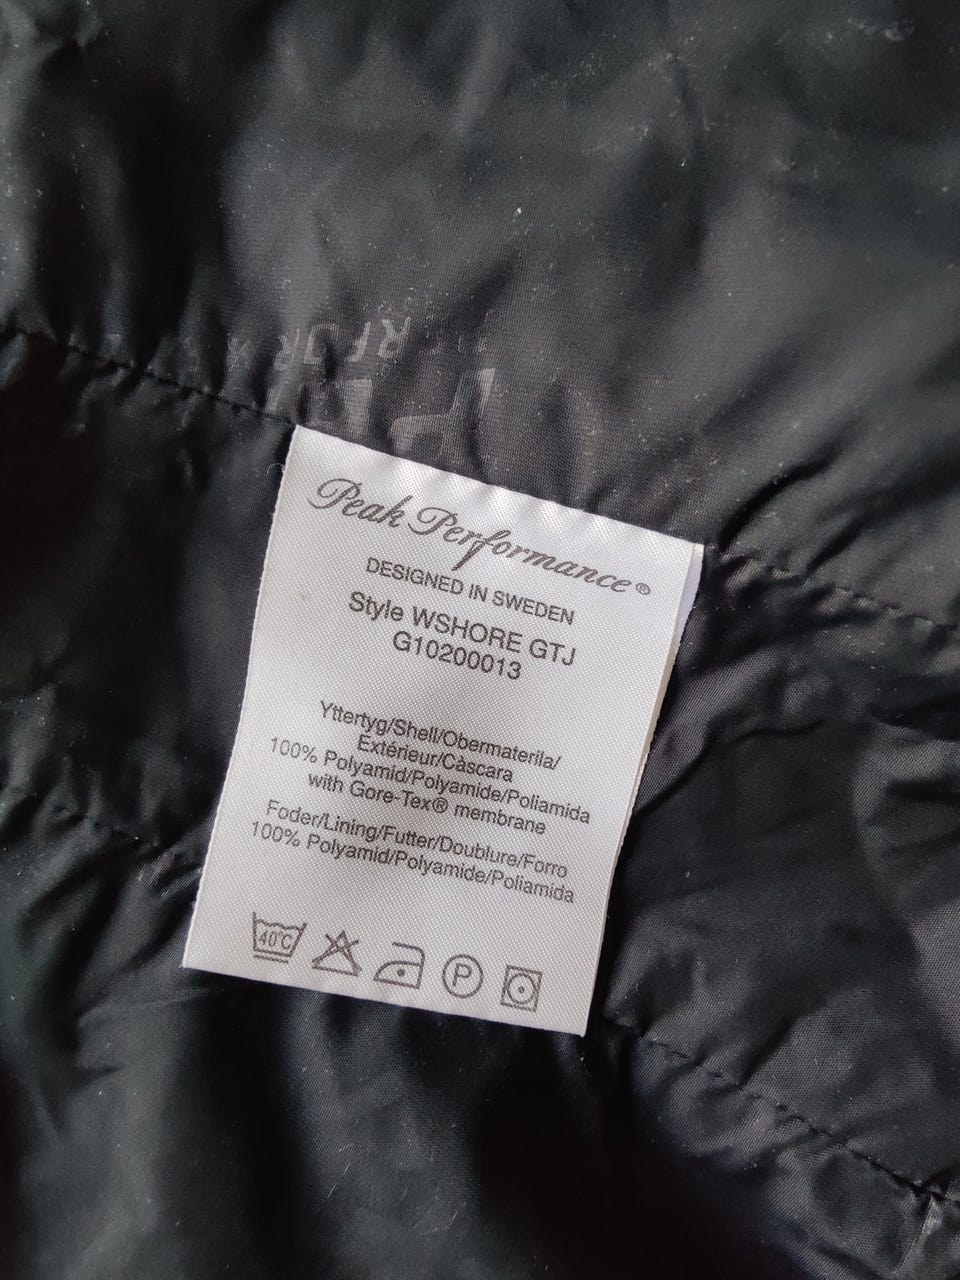 Peak Performance®
DESIGNED IN SWEDEN
Style WSHORE GTJ
G10200013
Yttertyg/Shell/Obermaterila/
Extérieur/Càscara
100% Polyamid/Polyamide/Poliamida
with Gore-Tex® membrane
Foder/Lining/Futter/Doublure/Forro
100% Polyamid/Polyamide/Poliamida
40°C
P